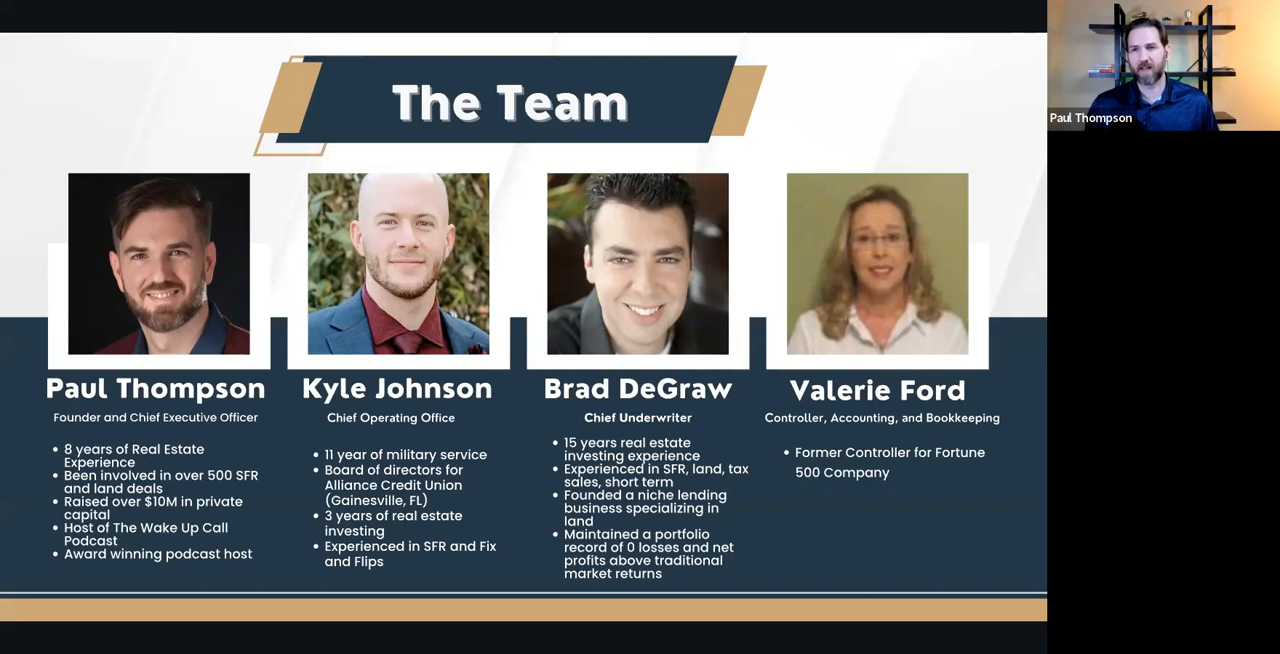 The Team
Paul Thompson
Paul Thompson
Founder and Chief Executive Officer
• 8 years of Real Estate
Experience
• Been involved in over 500 SFR
and land deals
• Raised over $10M in private
capital
• Host of The Wake Up Call
Podcast
• Award winning podcast host
Kyle Johnson
Chief Operating Office
• 11 year of military service
• Board of directors for
Alliance Credit Union
(Gainesville, FL)
• 3 years of real estate
investing
• Experienced in SFR and Fix
and Flips
Brad DeGraw
Chief Underwriter
• 15 years real estate
investing experience
• Experienced in SFR, land, tax
sales, short term
• Founded a niche lending
business specializing in
land
• Maintained a portfolio
record of 0 losses and net
profits above traditional
market returns
Valerie Ford
Controller, Accounting, and Bookkeeping
• Former Controller for Fortune
500 Company